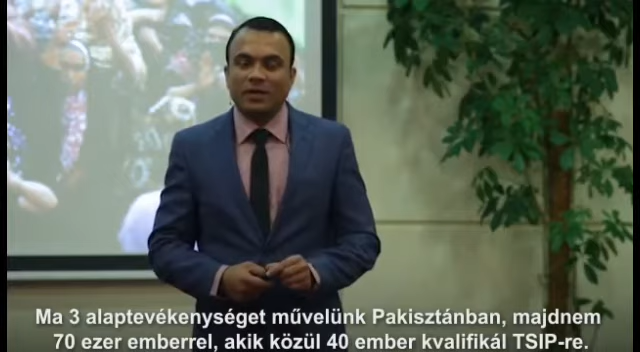 Ma 3 alaptevékenységet művelünk Pakisztánban, majdnem
70 ezer emberrel, akik közül 40 ember kvalifikál TSIP-re.